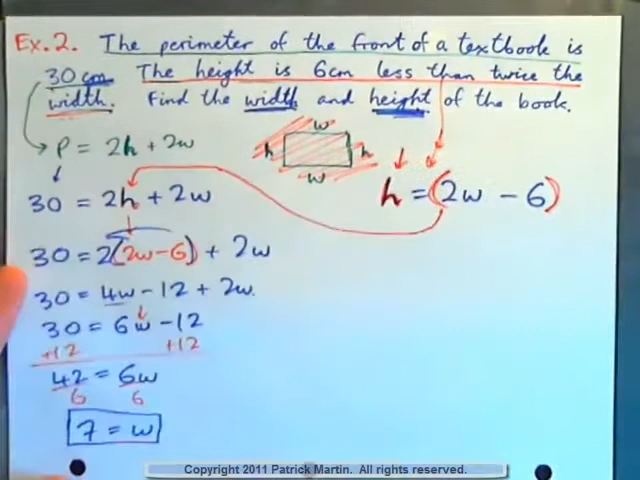 Ex.2. The perimeter of the front of a textbook is
30 cm. The height is 6cm less than twice the
width. Find the width and height of the book.
P = 2h + 2w
w
h
h
w
30 = 2h + 2w
h = (2w - 6)
30 = 2(2w-6) + 2w
30 = 4w - 12 + 2w.
30 = 6w - 12
+12 +12
42 = 6w
6 6
7 = w
Copyright 2011 Patrick Martin. All rights reserved.